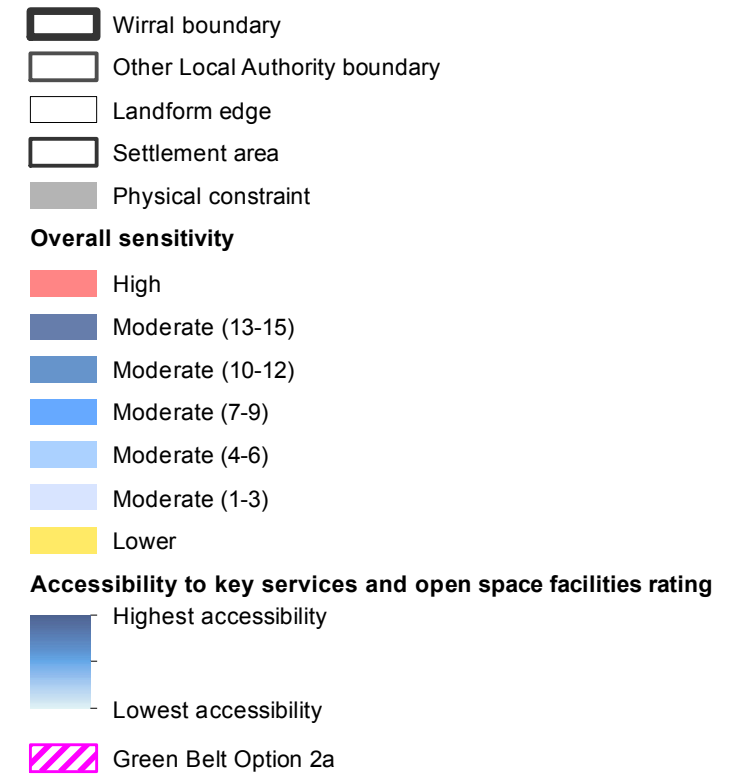 Wirral boundary
Other Local Authority boundary
Landform edge
Settlement area
Physical constraint
Overall sensitivity
High
Moderate (13-15)
Moderate (10-12)
Moderate (7-9)
Moderate (4-6)
Moderate (1-3)
Lower
Accessibility to key services and open space facilities rating
Highest accessibility
Lowest accessibility
Green Belt Option 2a